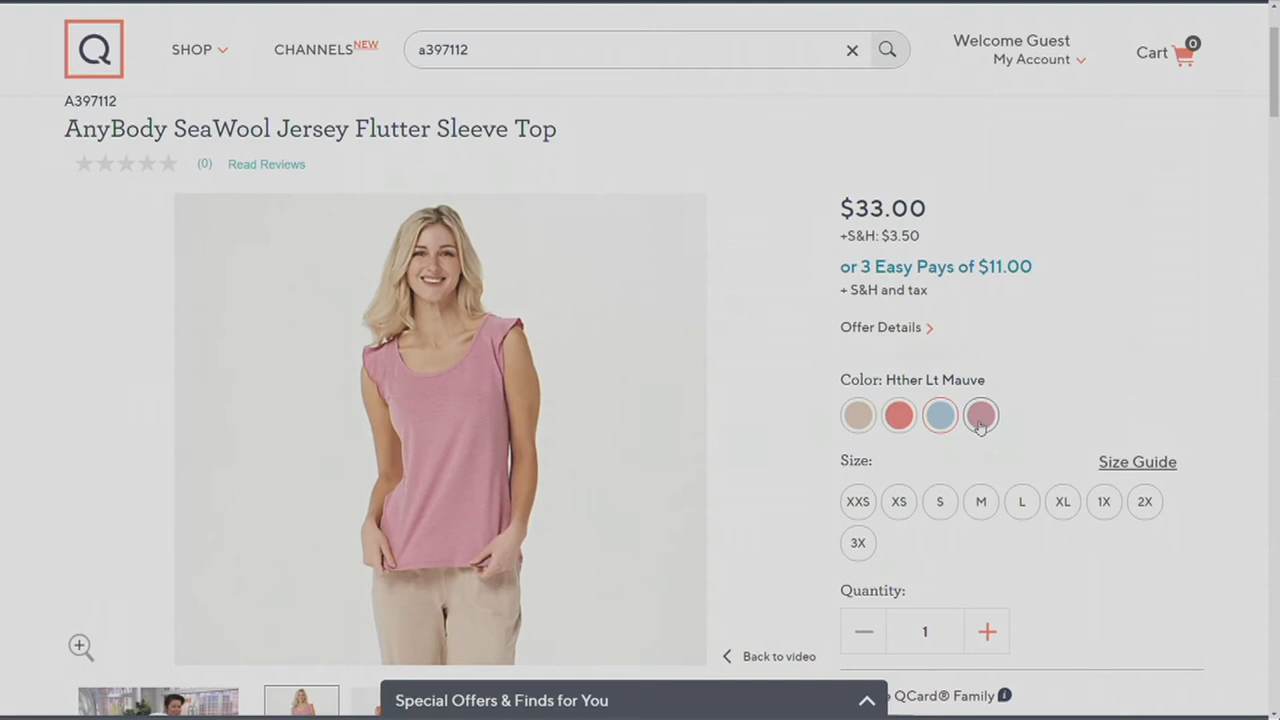 Q
SHOP
CHANNELS NEW
a397112
Welcome Guest
My Account
Cart 0
A397112
AnyBody SeaWool Jersey Flutter Sleeve Top
(0) Read Reviews
$33.00
+S&H: $3.50
or 3 Easy Pays of $11.00
+ S&H and tax
Offer Details
Color: Hther Lt Mauve
Size: Size Guide
XXS XS S M L XL 1X 2X
3X
Quantity:
1
Back to video
QCard® Family
Special Offers & Finds for You